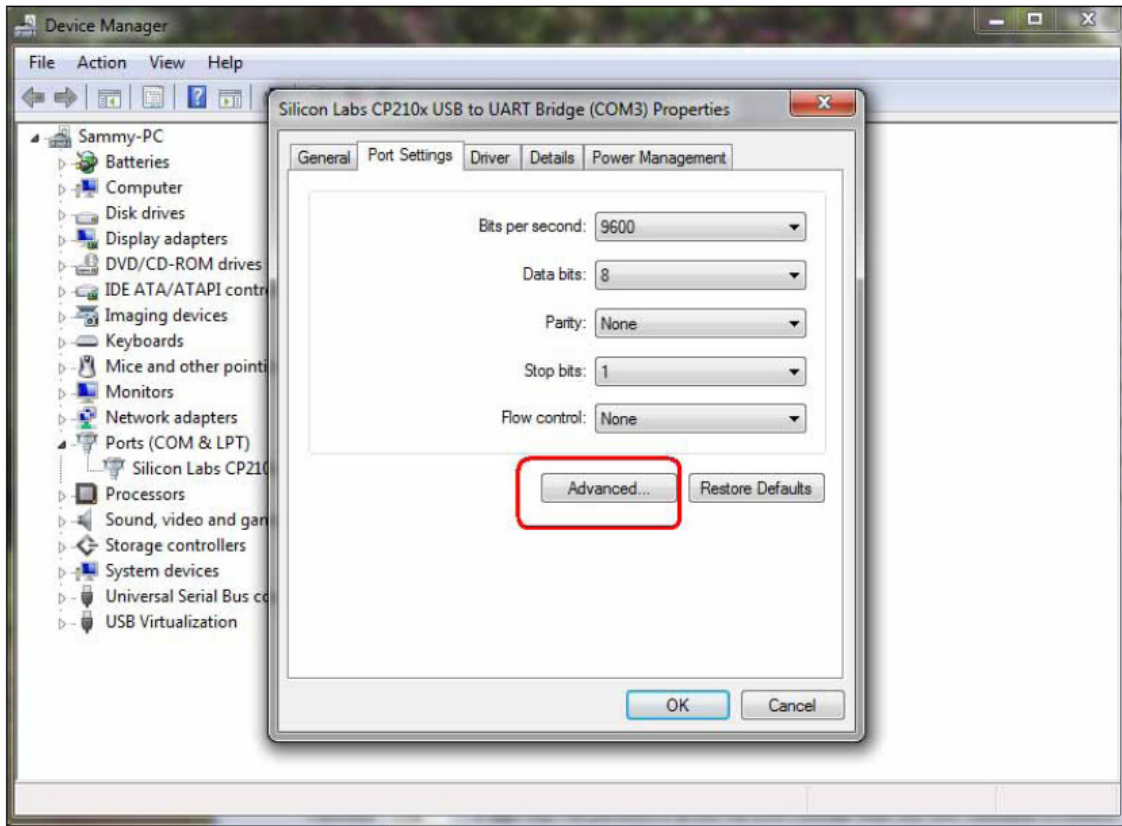 Device Manager
File Action View Help
Silicon Labs CP210x USB to UART Bridge (COM3) Properties
Sammy-PC
Batteries
Computer
Disk drives
Display adapters
DVD/CD-ROM drives
IDE ATA/ATAPI contr
Imaging devices
Keyboards
Mice and other pointi
Monitors
Network adapters
Ports (COM & LPT)
Silicon Labs CP210
Processors
Sound, video and gan
Storage controllers
System devices
Universal Serial Bus co
USB Virtualization
General Port Settings Driver Details Power Management
Bits per second: 9600
Data bits: 8
Parity: None
Stop bits: 1
Flow control: None
Advanced... Restore Defaults
OK Cancel